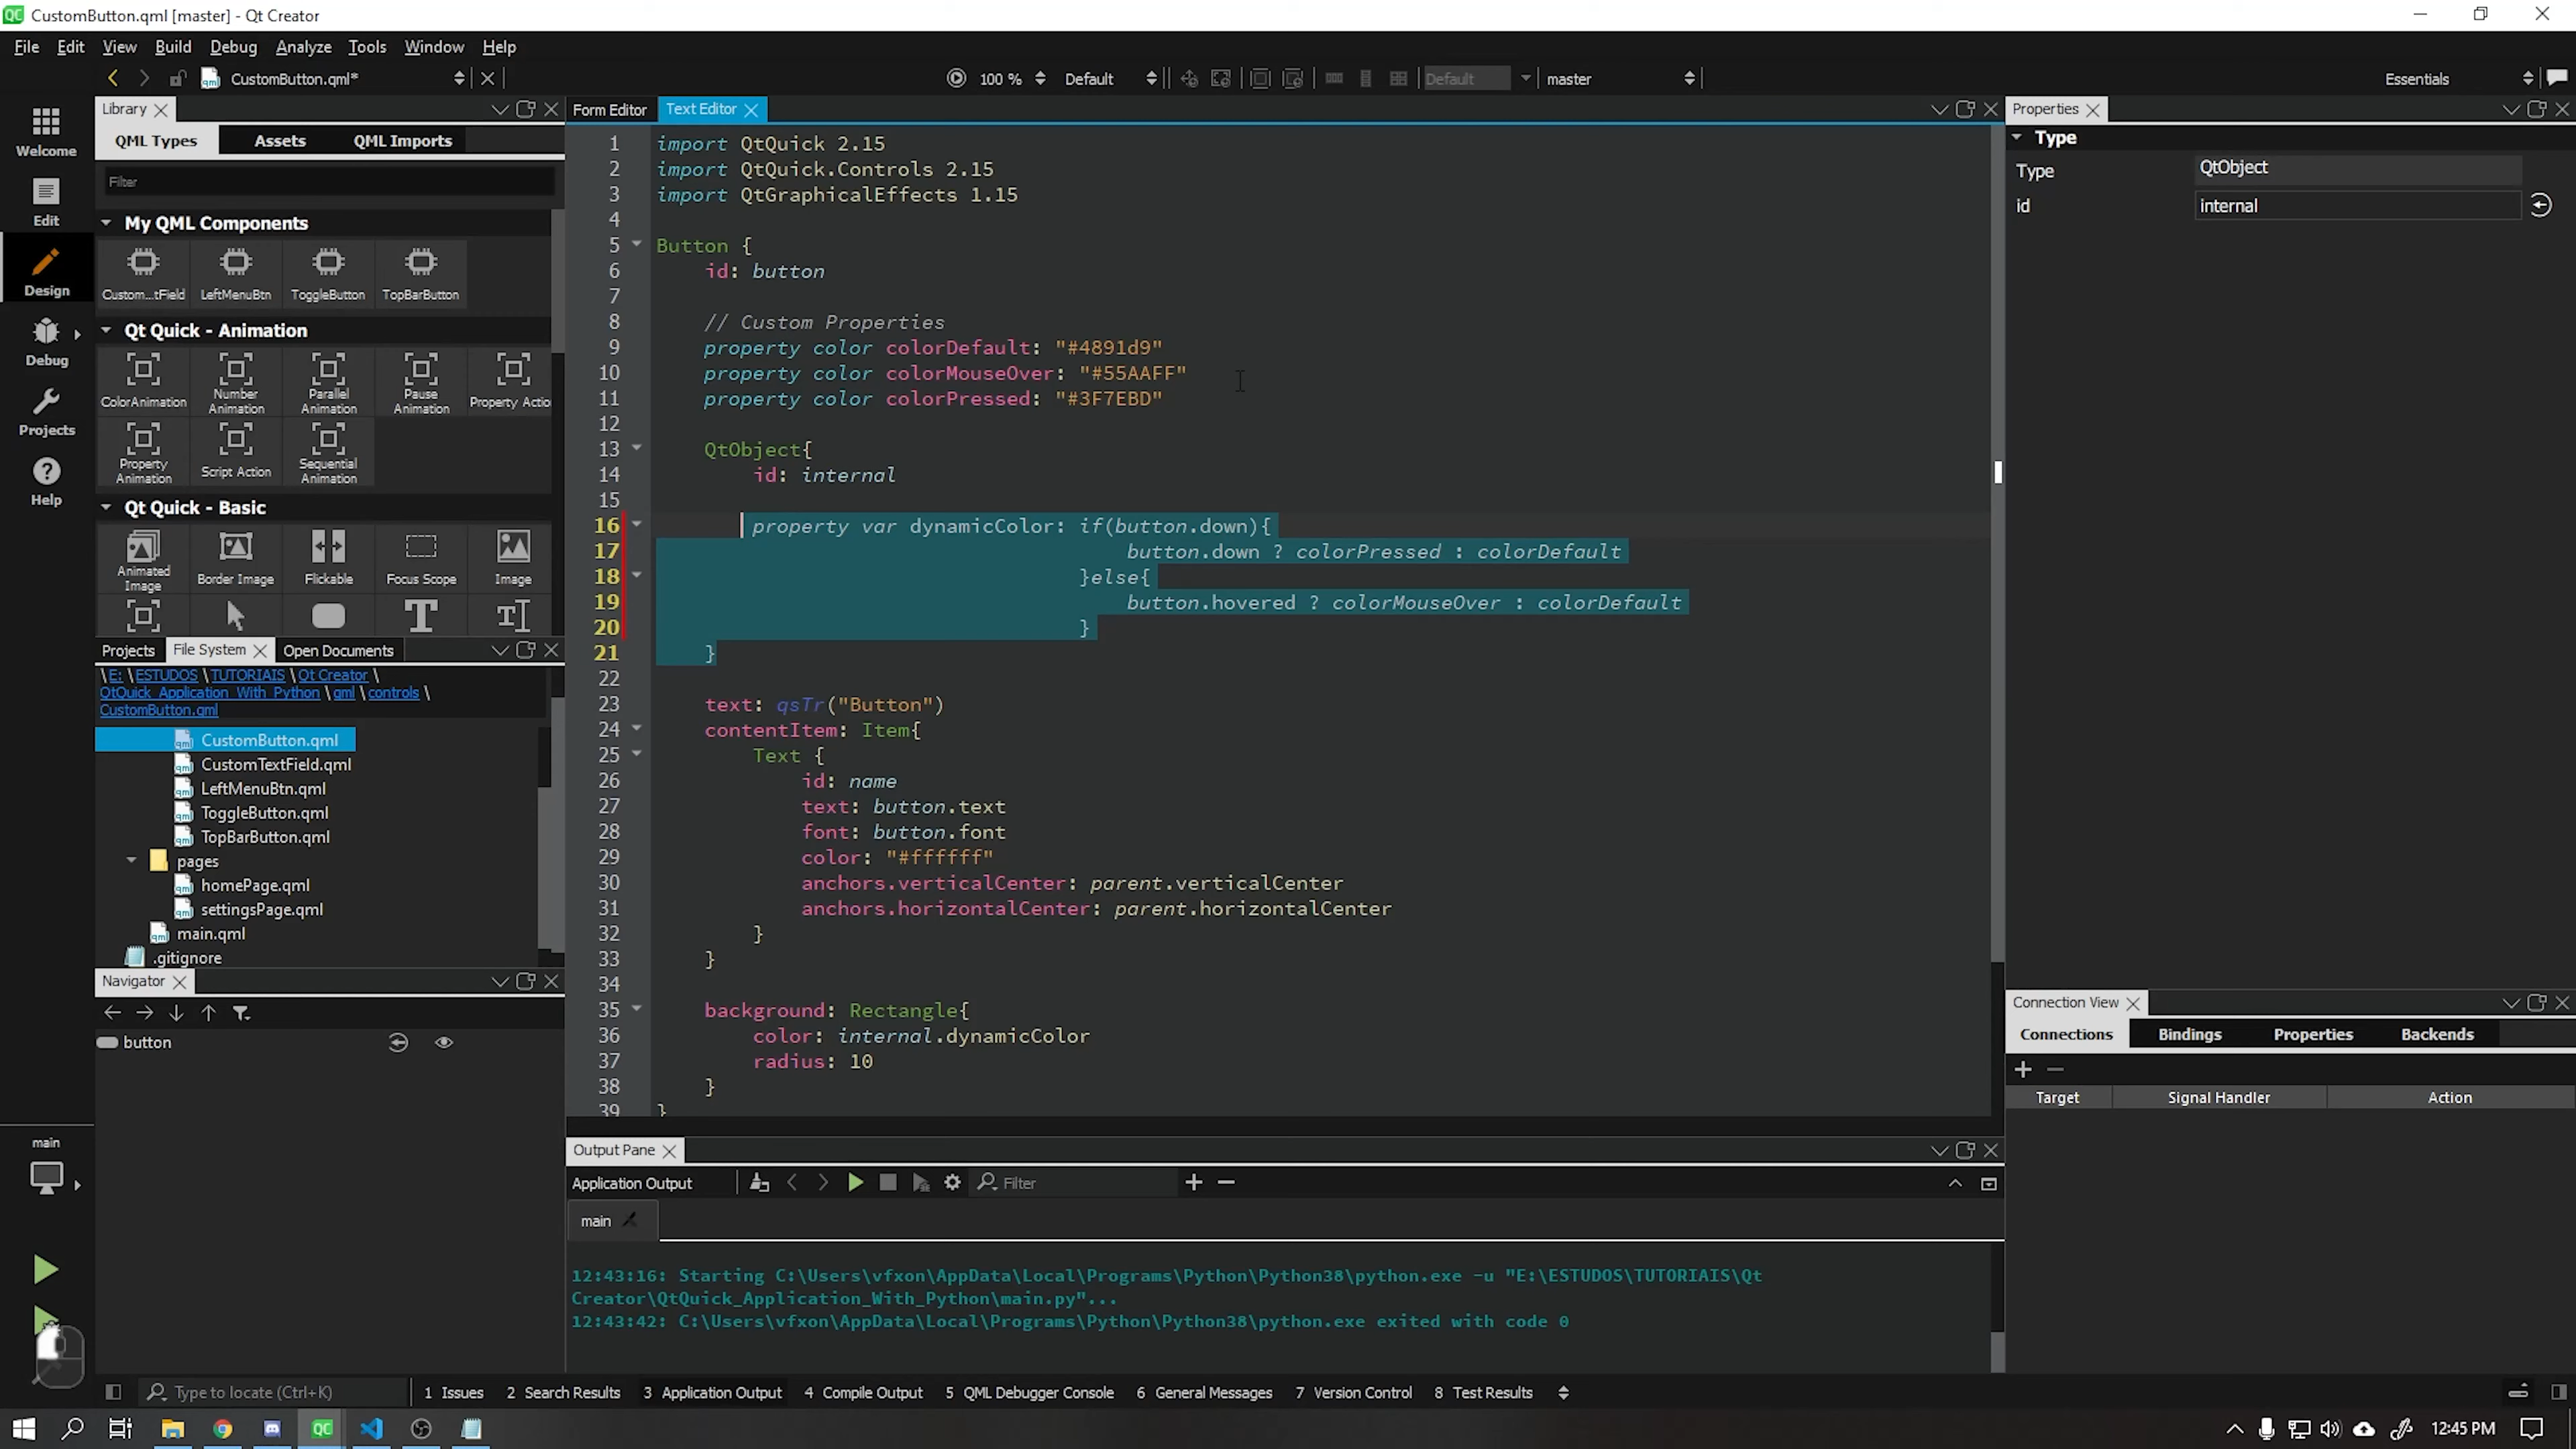 CustomButton.qml [master] - Qt Creator
File Edit View Build Debug Analyze Tools Window Help
CustomButton.qml* 100 % Default Default master Essentials
Library
QML Types Assets QML Imports
Filter
My QML Components
Custom...tField LeftMenuBtn ToggleButton TopBarButton
Qt Quick - Animation
ColorAnimation Number Animation Parallel Animation Pause Animation Property Actio
Property Animation Script Action Sequential Animation
Qt Quick - Basic
Animated Image Border Image Flickable Focus Scope Image
Welcome
Edit
Design
Debug
Projects
Help
Projects File System Open Documents
\E: \ESTUDOS \TUTORIAIS \Qt Creator \
QtQuick_Application_With_Python \qml \controls \
CustomButton.qml
CustomButton.qml
CustomTextField.qml
LeftMenuBtn.qml
ToggleButton.qml
TopBarButton.qml
pages
homePage.qml
settingsPage.qml
main.qml
.gitignore
Navigator
button
main
Form Editor Text Editor
1 import QtQuick 2.15
2 import QtQuick.Controls 2.15
3 import QtGraphicalEffects 1.15
4
5 Button {
6 id: button
7
8 // Custom Properties
9 property color colorDefault: "#4891d9"
10 property color colorMouseOver: "#55AAFF"
11 property color colorPressed: "#3F7EBD"
12
13 QtObject{
14 id: internal
15
16 property var dynamicColor: if(button.down){
17 button.down ? colorPressed : colorDefault
18 }else{
19 button.hovered ? colorMouseOver : colorDefault
20 }
21 }
22
23 text: qsTr("Button")
24 contentItem: Item{
25 Text {
26 id: name
27 text: button.text
28 font: button.font
29 color: "#ffffff"
30 anchors.verticalCenter: parent.verticalCenter
31 anchors.horizontalCenter: parent.horizontalCenter
32 }
33 }
34
35 background: Rectangle{
36 color: internal.dynamicColor
37 radius: 10
38 }
39 }
Output Pane
Application Output Filter
main
12:43:16: Starting C:\Users\vfxon\AppData\Local\Programs\Python\Python38\python.exe -u "E:\ESTUDOS\TUTORIAIS\Qt
Creator\QtQuick_Application_With_Python\main.py"...
12:43:42: C:\Users\vfxon\AppData\Local\Programs\Python\Python38\python.exe exited with code 0
Properties
Type
Type QtObject
id internal
Connection View
Connections Bindings Properties Backends
Target Signal Handler Action
Type to locate (Ctrl+K) 1 Issues 2 Search Results 3 Application Output 4 Compile Output 5 QML Debugger Console 6 General Messages 7 Version Control 8 Test Results
QC 12:45 PM